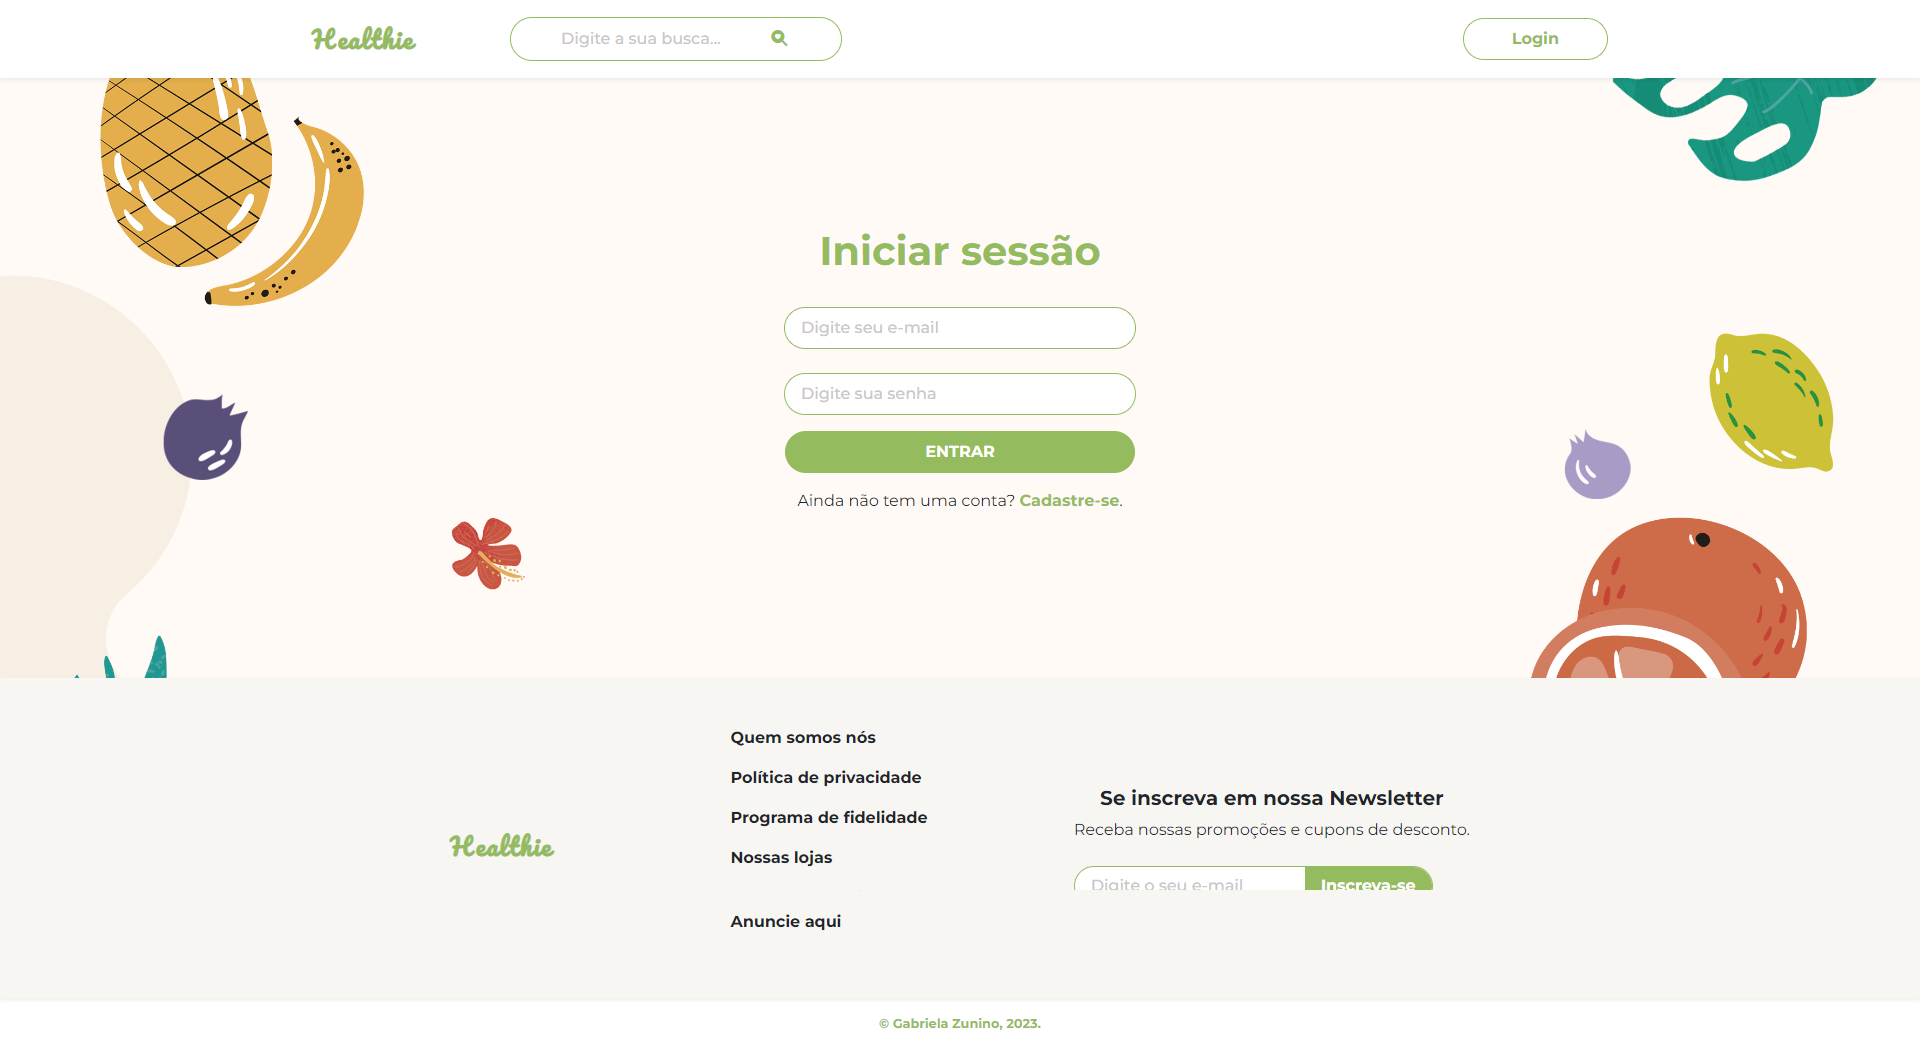 Healthie
Digite a sua busca...
Login
Iniciar sessão
Digite seu e-mail
Digite sua senha
ENTRAR
Ainda não tem uma conta? Cadastre-se.
Healthie
Quem somos nós
Política de privacidade
Programa de fidelidade
Nossas lojas
Anuncie aqui
Se inscreva em nossa Newsletter
Receba nossas promoções e cupons de desconto.
Digite o seu e-mail
Inscreva-se
© Gabriela Zunino, 2023.